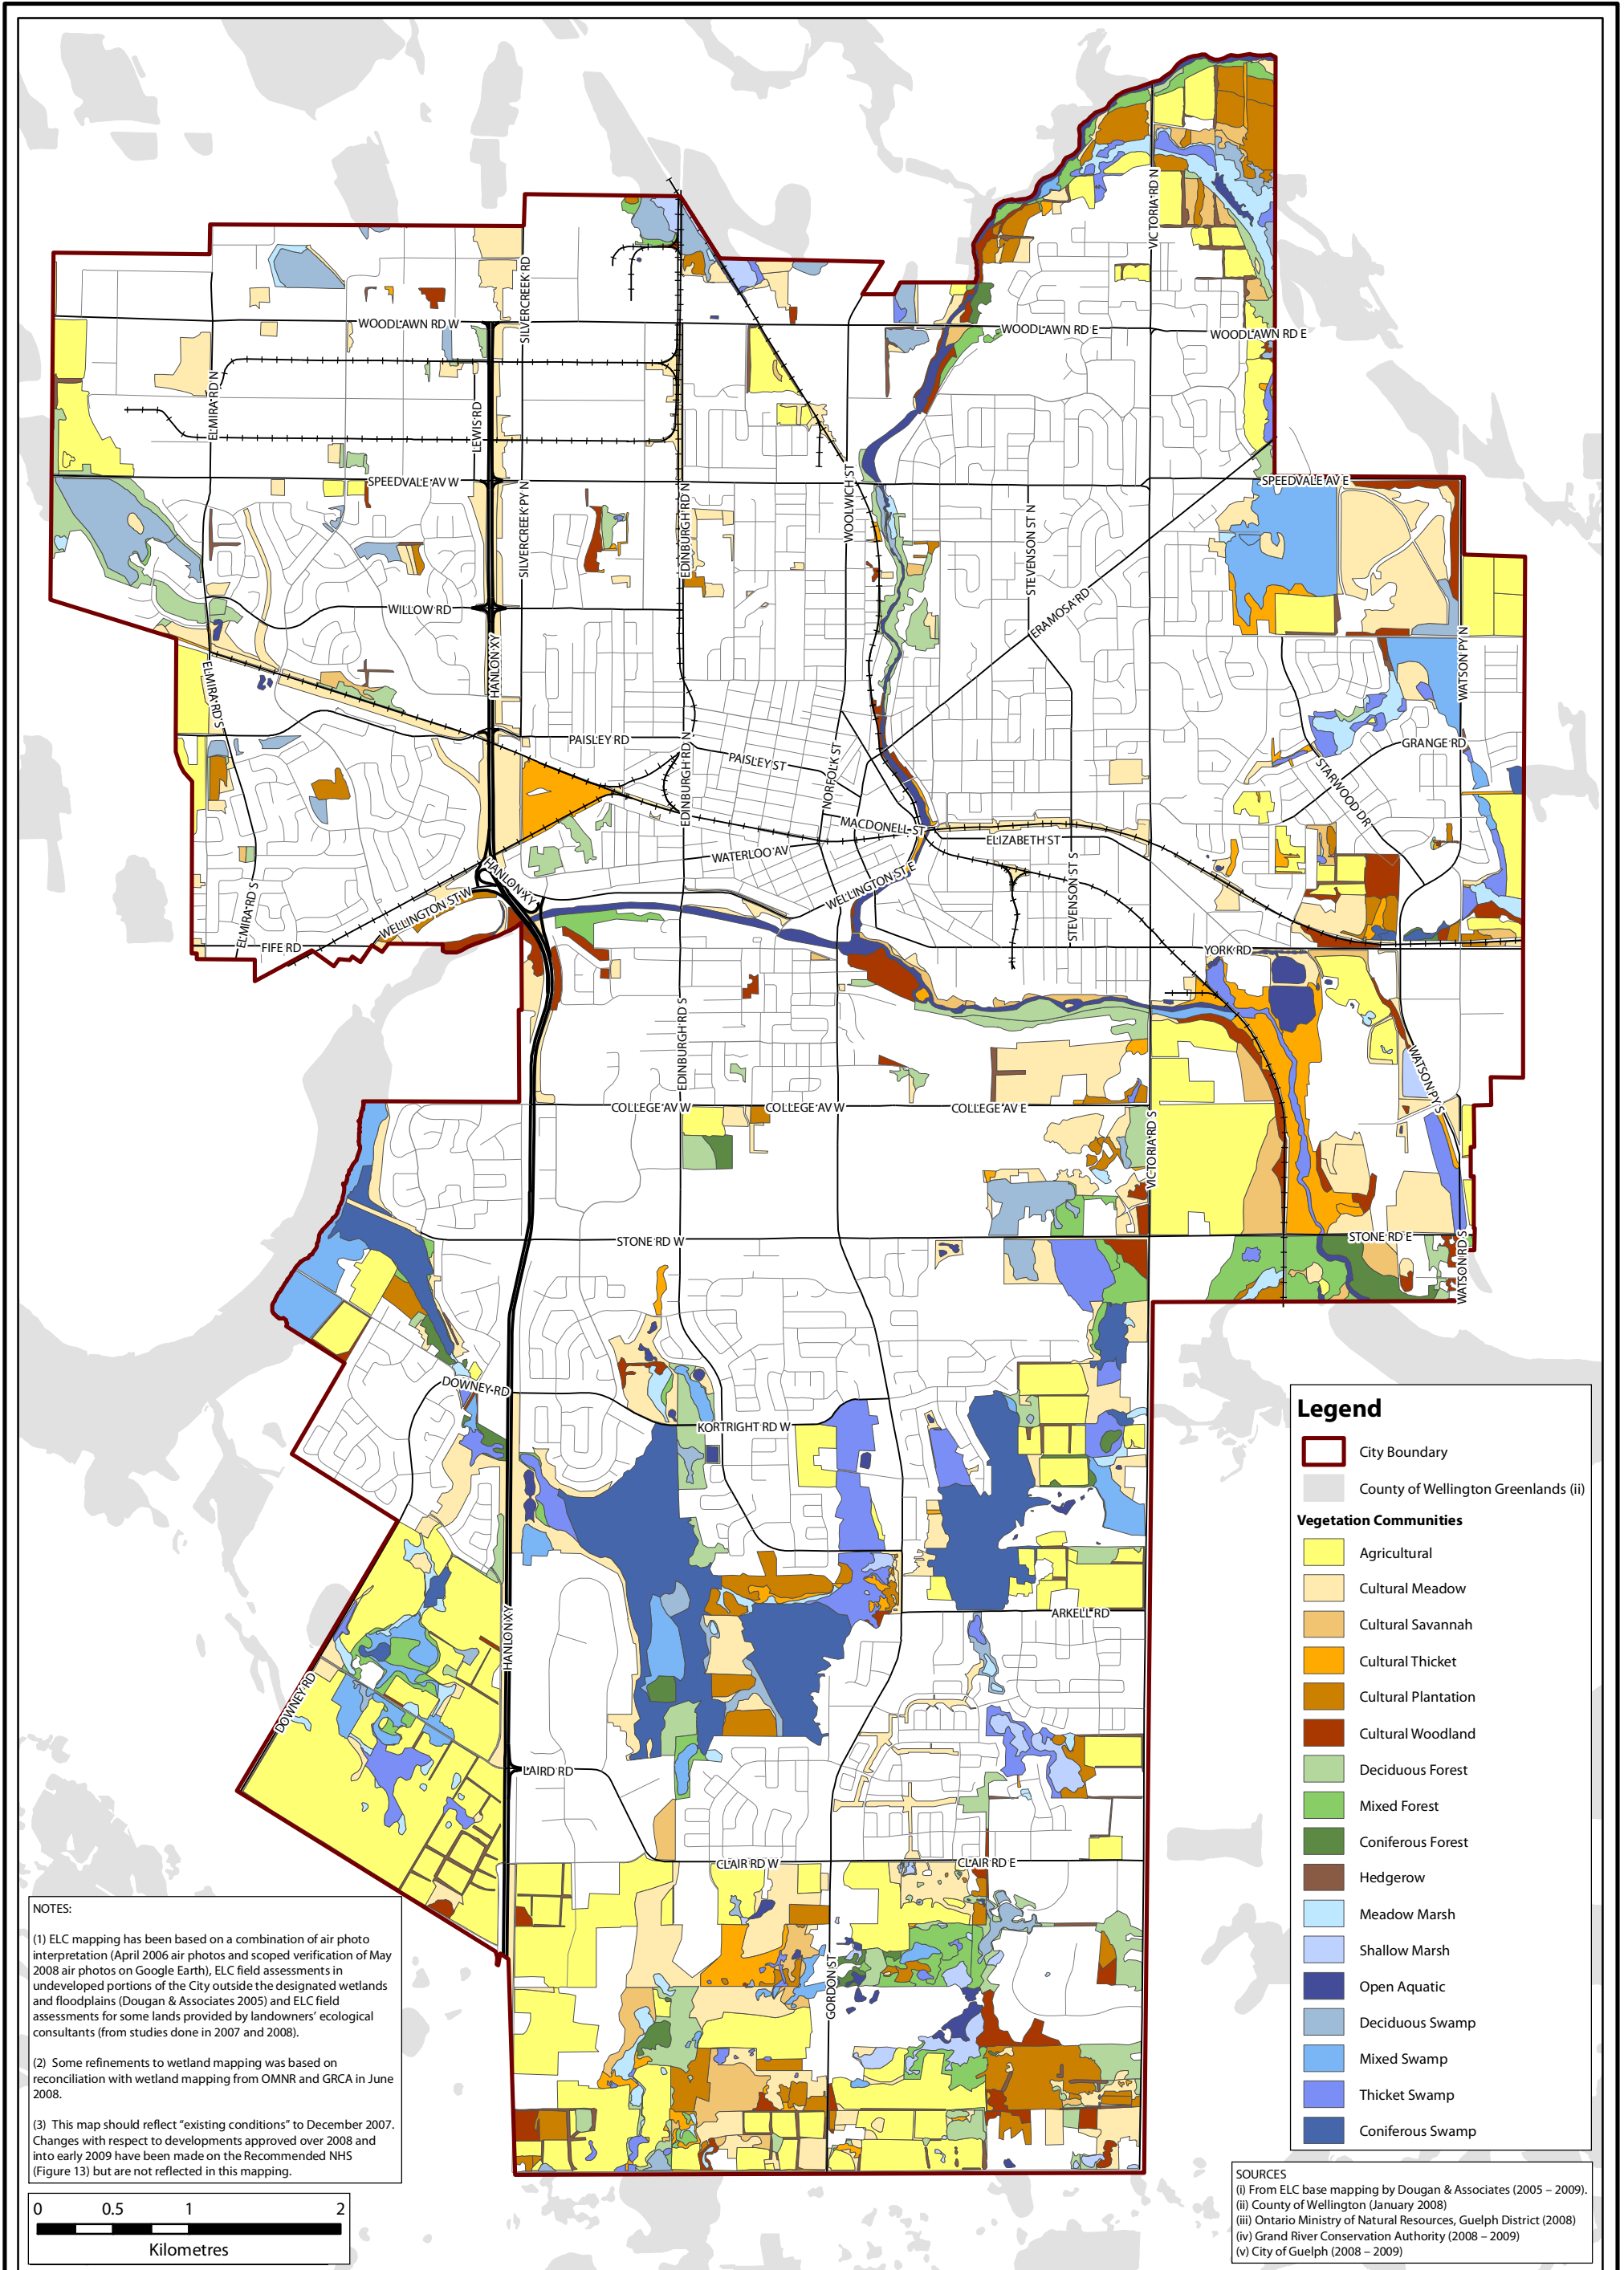 VICTORIA RD N
SILVERCREEK RD
WOODLAWN RD W
WOODLAWN RD E
WOODLAWN RD E
ELMIRA RD N
LEWIS RD
SPEEDVALE AV W
SPEEDVALE AV E
SILVERCREEK PY N
EDINBURGH RD N
WOOLWICH ST
STEVENSON ST N
ERAMOSA RD
WILLOW RD
HANLON XY
WATSON PY N
ELMIRA RD S
PAISLEY RD
PAISLEY ST
EDINBURGH RD N
NORFOLK ST
GRANGE RD
STARWOOD DR
MACDONELL ST
ELIZABETH ST
WATERLOO AV
HANLON XY
WELLINGTON ST W
WELLINGTON ST E
STEVENSON ST S
ELMIRA RD S
FIFE RD
YORK RD
EDINBURGH RD S
WATSON PY S
COLLEGE AV W
COLLEGE AV W
COLLEGE AV E
VICTORIA RD S
STONE RD W
STONE RD E
WATSON RD S
DOWNEY RD
KORTRIGHT RD W
ARKELL RD
HANLON XY
DOWNEY RD
LAIRD RD
CLAIR RD W
CLAIR RD E
GORDON ST
Legend
City Boundary
County of Wellington Greenlands (ii)
Vegetation Communities
Agricultural
Cultural Meadow
Cultural Savannah
Cultural Thicket
Cultural Plantation
Cultural Woodland
Deciduous Forest
Mixed Forest
Coniferous Forest
Hedgerow
Meadow Marsh
Shallow Marsh
Open Aquatic
Deciduous Swamp
Mixed Swamp
Thicket Swamp
Coniferous Swamp
NOTES:
(1) ELC mapping has been based on a combination of air photo
interpretation (April 2006 air photos and scoped verification of May
2008 air photos on Google Earth), ELC field assessments in
undeveloped portions of the City outside the designated wetlands
and floodplains (Dougan & Associates 2005) and ELC field
assessments for some lands provided by landowners' ecological
consultants (from studies done in 2007 and 2008).
(2) Some refinements to wetland mapping was based on
reconciliation with wetland mapping from OMNR and GRCA in June
2008.
(3) This map should reflect “existing conditions” to December 2007.
Changes with respect to developments approved over 2008 and
into early 2009 have been made on the Recommended NHS
(Figure 13) but are not reflected in this mapping.
0 0.5 1 2
Kilometres
SOURCES
(i) From ELC base mapping by Dougan & Associates (2005 – 2009).
(ii) County of Wellington (January 2008)
(iii) Ontario Ministry of Natural Resources, Guelph District (2008)
(iv) Grand River Conservation Authority (2008 – 2009)
(v) City of Guelph (2008 – 2009)